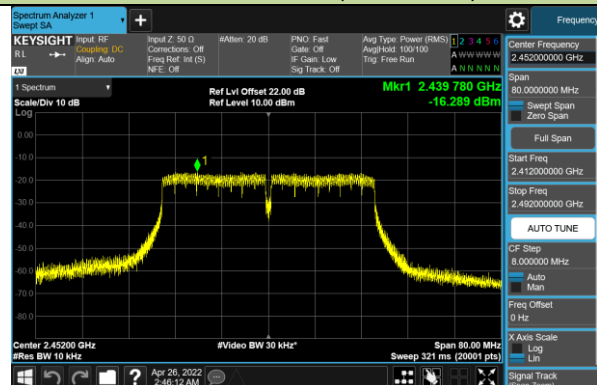 Spectrum Analyzer 1
Swept SA
Frequency
KEYSIGHT
RL
Input: RF
Coupling: DC
Align: Auto
Input Z: 50 Ω
Corrections: Off
Freq Ref: Int (S)
NFE: Off
#Atten: 20 dB
PNO: Fast
Gate: Off
IF Gain: Low
Sig Track: Off
Avg Type: Power (RMS)
Avg|Hold: 100/100
Trig: Free Run
1 2 3 4 5 6
A W W W W W
A N N N N N
LXI
1 Spectrum
Scale/Div 10 dB
Log
Ref Lvl Offset 22.00 dB
Ref Level 10.00 dBm
Mkr1 2.439 780 GHz
-16.289 dBm
1
0.00
-10.0
-20.0
-30.0
-40.0
-50.0
-60.0
-70.0
-80.0
Center 2.45200 GHz
#Res BW 10 kHz
#Video BW 30 kHz*
Span 80.00 MHz
Sweep 321 ms (20001 pts)
Apr 26, 2022
2:46:12 AM
Center Frequency
2.452000000 GHz
Span
80.0000000 MHz
Swept Span
Zero Span
Full Span
Start Freq
2.412000000 GHz
Stop Freq
2.492000000 GHz
AUTO TUNE
CF Step
8.000000 MHz
Auto
Man
Freq Offset
0 Hz
X Axis Scale
Log
Lin
Signal Track
(Span Zoom)